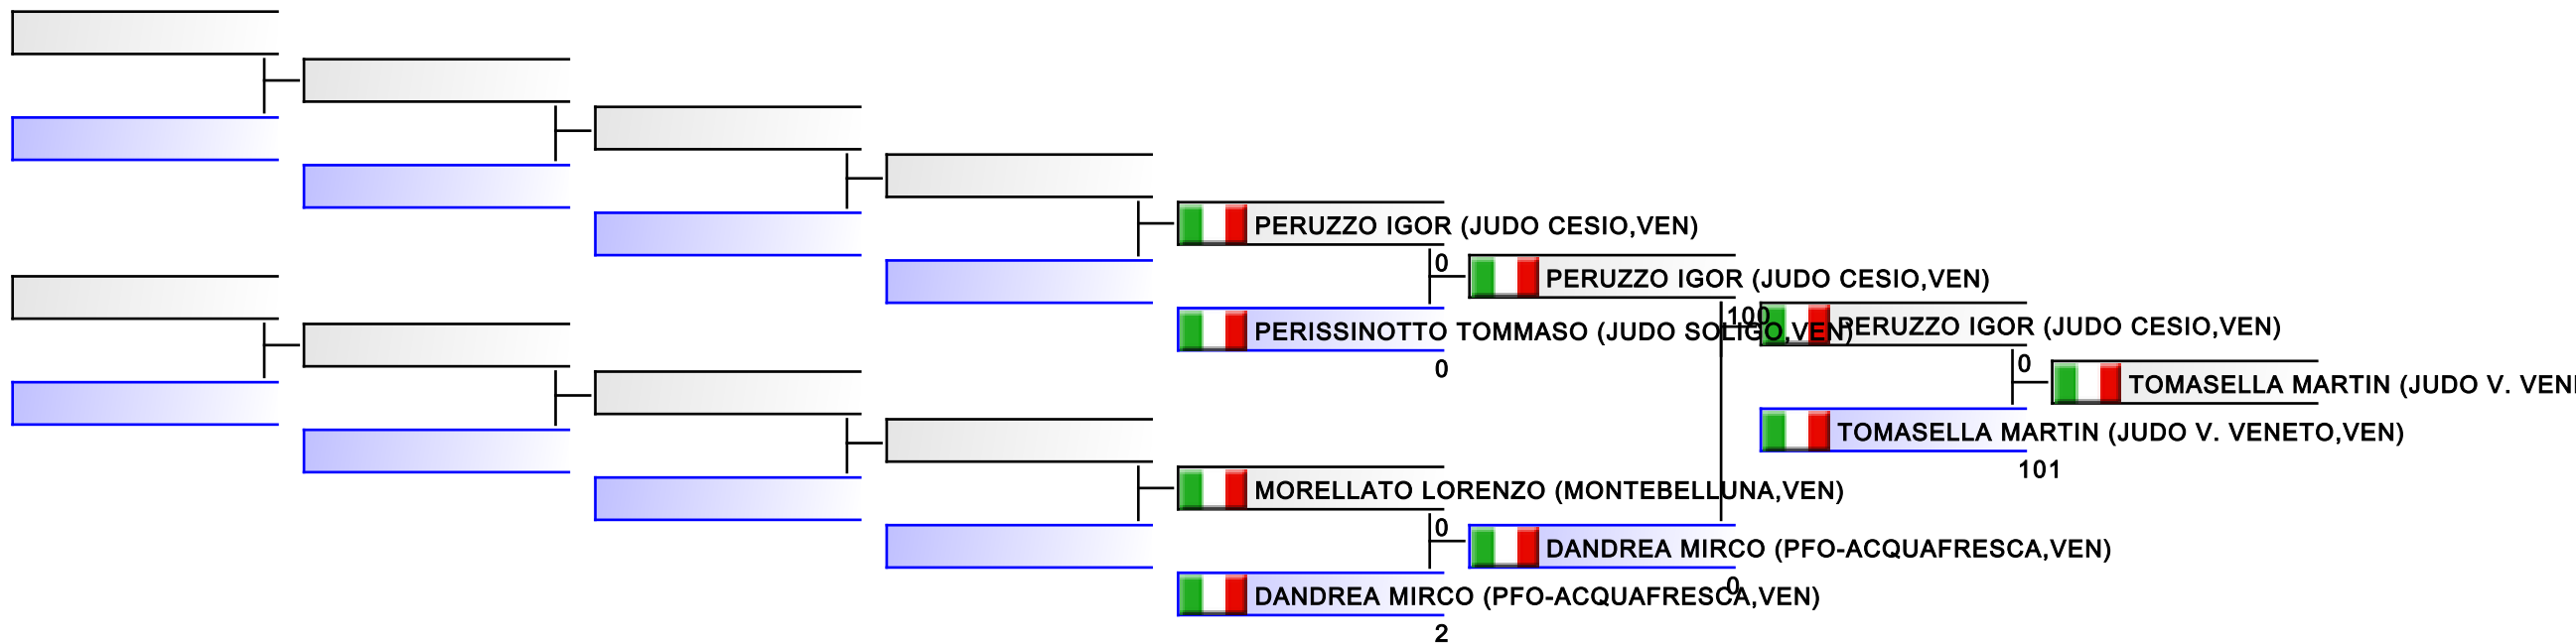 PERUZZO IGOR (JUDO CESIO,VEN)
0
PERUZZO IGOR (JUDO CESIO,VEN)
100
PERISSINOTTO TOMMASO (JUDO SOLIGO,VEN)
PERUZZO IGOR (JUDO CESIO,VEN)
0
0
TOMASELLA MARTIN (JUDO V. VEN
TOMASELLA MARTIN (JUDO V. VENETO,VEN)
101
MORELLATO LORENZO (MONTEBELLUNA,VEN)
0
DANDREA MIRCO (PFO-ACQUAFRESCA,VEN)
0
DANDREA MIRCO (PFO-ACQUAFRESCA,VEN)
2